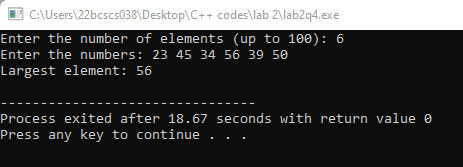 C:\Users\22bcscs038\Desktop\C++ codes\lab 2\lab2q4.exe
Enter the number of elements (up to 100): 6
Enter the numbers: 23 45 34 56 39 50
Largest element: 56
--------------------------------
Process exited after 18.67 seconds with return value 0
Press any key to continue . . .